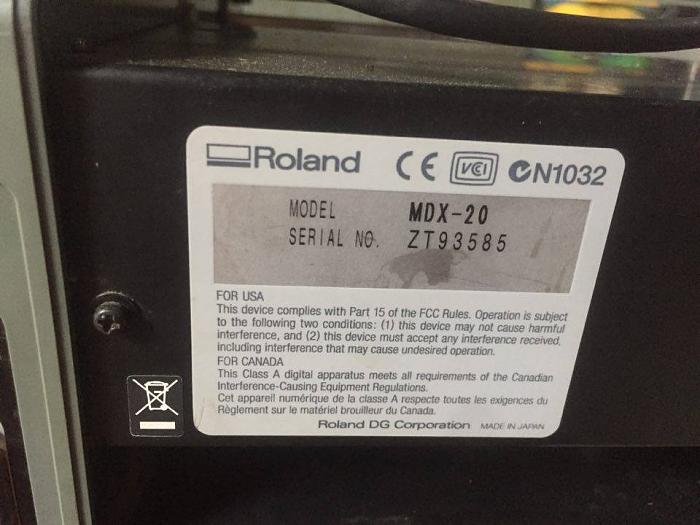 Roland CE VCI N1032
MODEL MDX-20
SERIAL NO. ZT93585
FOR USA
This device complies with Part 15 of the FCC Rules. Operation is subject
to the following two conditions: (1) this device may not cause harmful
interference, and (2) this device must accept any interference received,
including interference that may cause undesired operation.
FOR CANADA
This Class A digital apparatus meets all requirements of the Canadian
Interference-Causing Equipment Regulations.
Cet appareil numérique de la classe A respecte toutes les exigences du
Règlement sur le matériel brouilleur du Canada.
Roland DG Corporation MADE IN JAPAN